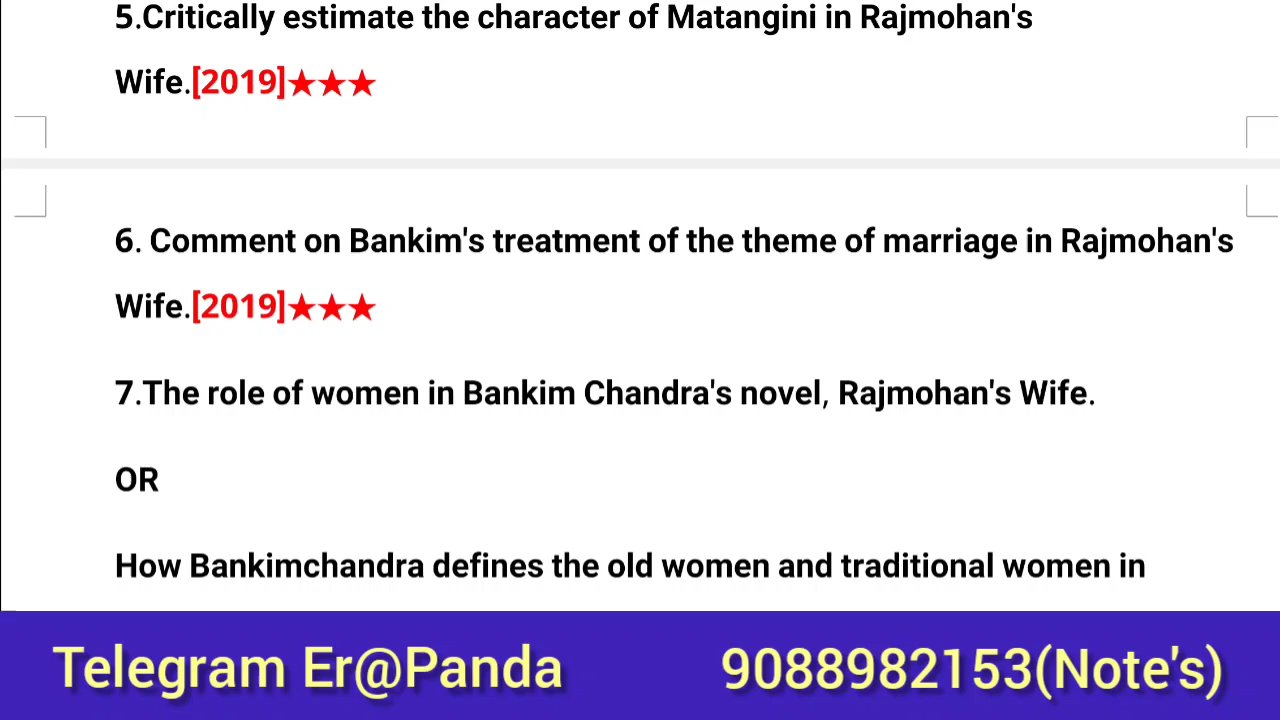 5.Critically estimate the character of Matangini in Rajmohan's
Wife.[2019]★★★
6. Comment on Bankim's treatment of the theme of marriage in Rajmohan's
Wife.[2019]★★★
7.The role of women in Bankim Chandra's novel, Rajmohan's Wife.
OR
How Bankimchandra defines the old women and traditional women in
Telegram Er@Panda 9088982153(Note's)